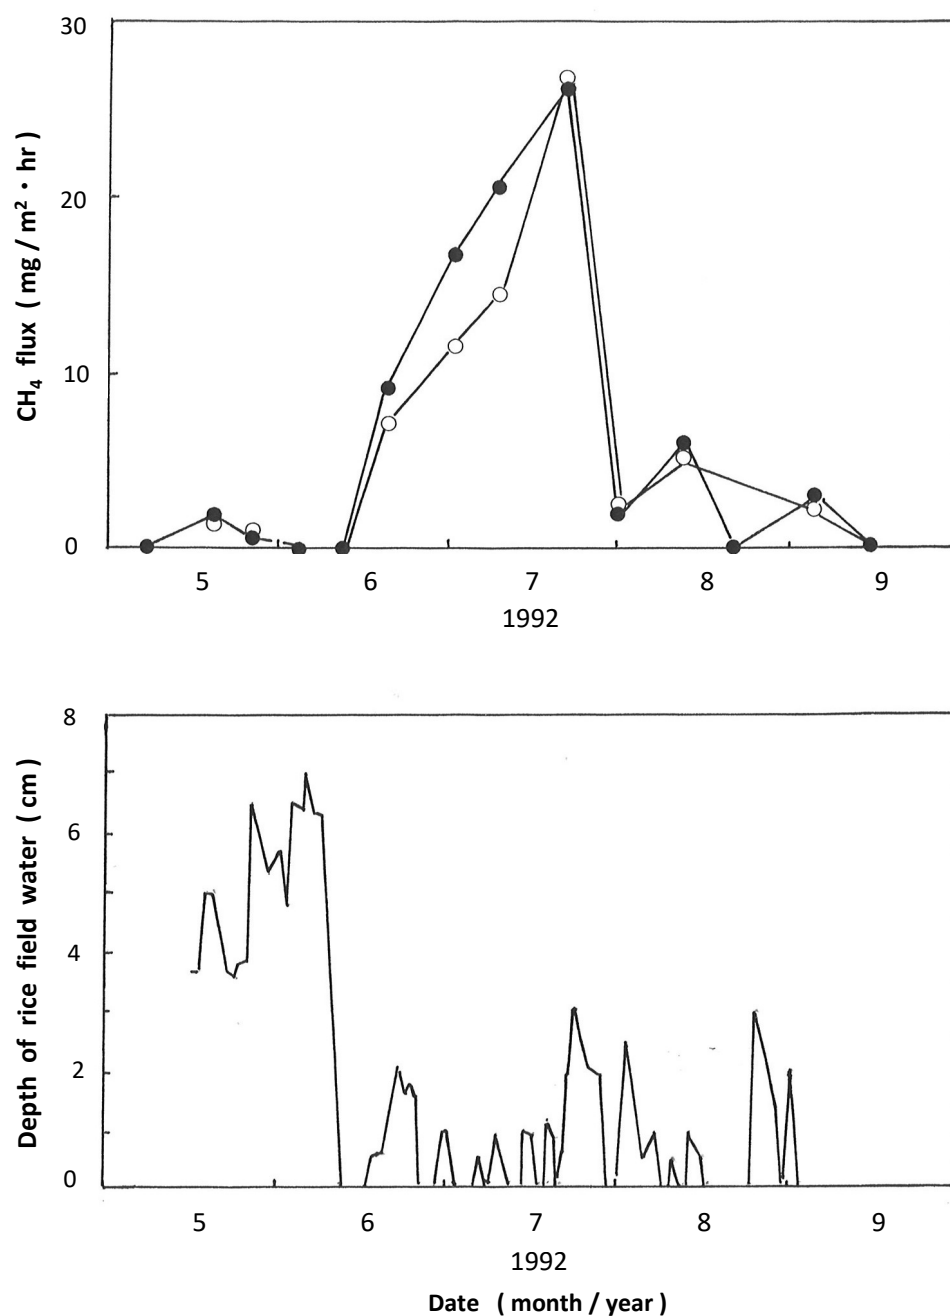 30
20
10
0
CH₄ flux ( mg / m² · hr )
5 6 7 8 9
1992
8
6
4
2
0
Depth of rice field water ( cm )
5 6 7 8 9
1992
Date ( month / year )